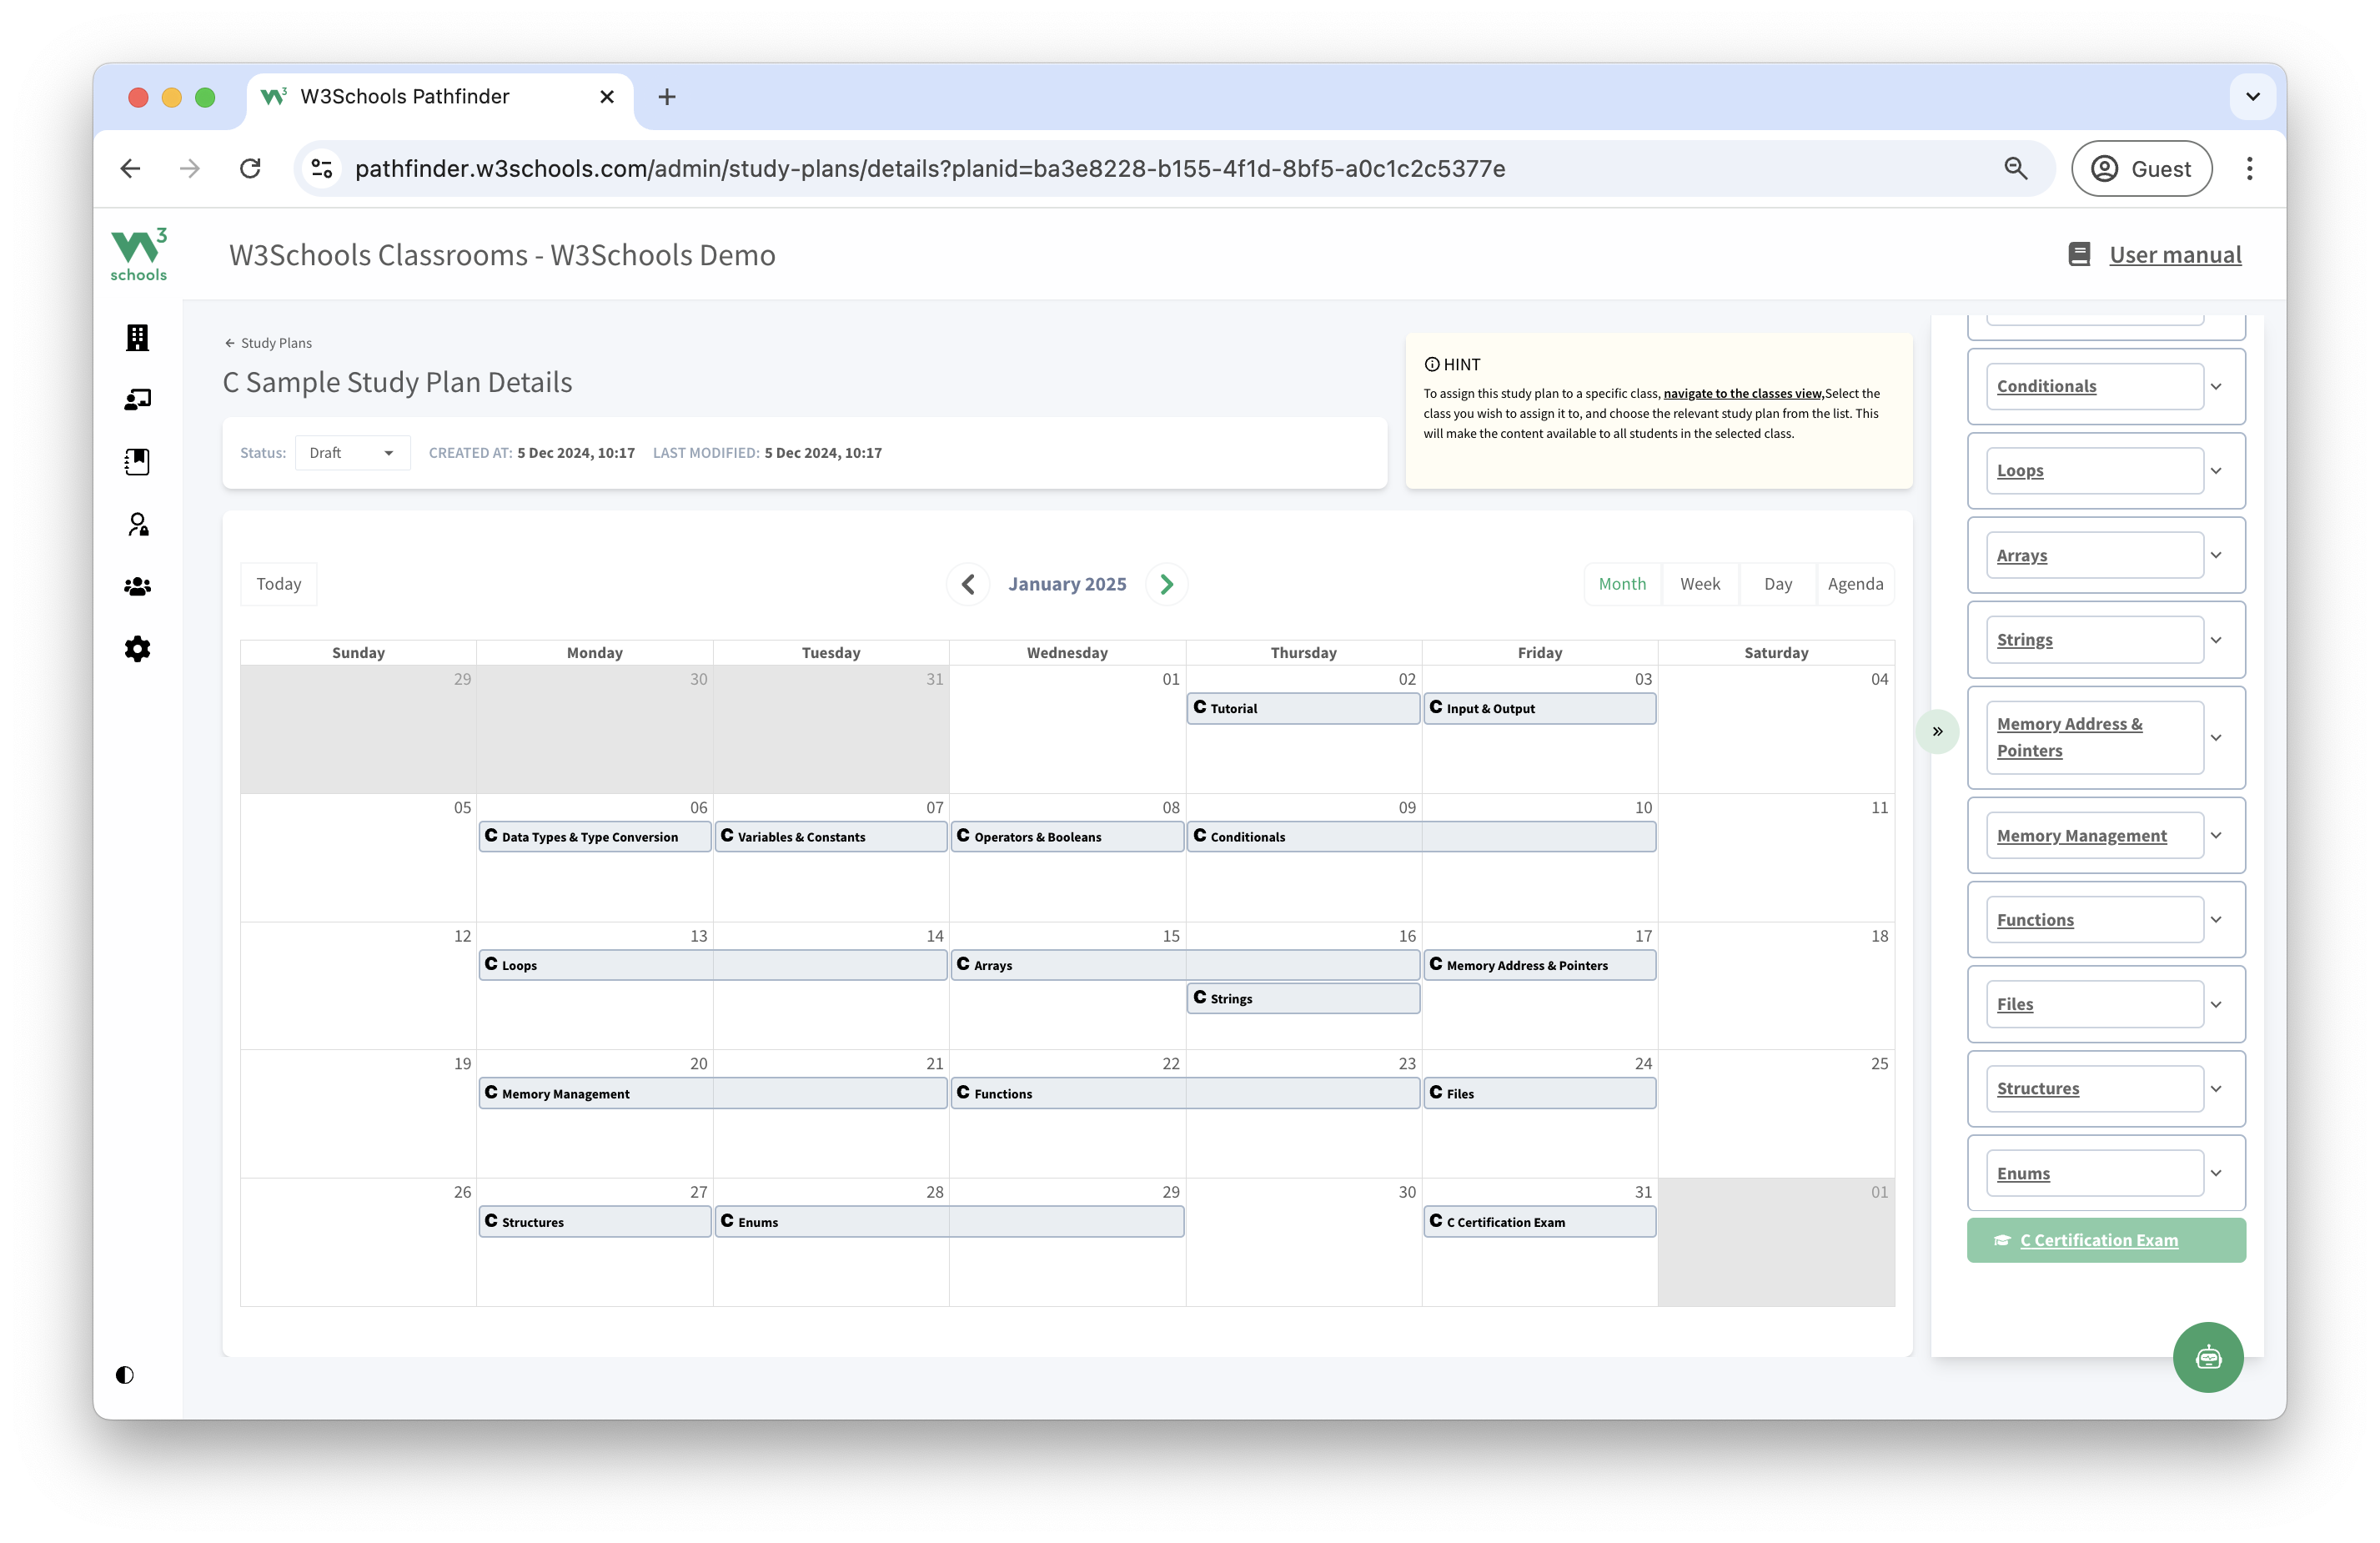 W3Schools Pathfinder
pathfinder.w3schools.com/admin/study-plans/details?planid=ba3e8228-b155-4f1d-8bf5-a0c1c2c5377e
Guest
W3 schools
W3Schools Classrooms - W3Schools Demo
User manual
Study Plans
C Sample Study Plan Details
Status: Draft CREATED AT: 5 Dec 2024, 10:17 LAST MODIFIED: 5 Dec 2024, 10:17
HINT
To assign this study plan to a specific class, navigate to the classes view,Select the
class you wish to assign it to, and choose the relevant study plan from the list. This
will make the content available to all students in the selected class.
Today
January 2025
Month Week Day Agenda
Sunday Monday Tuesday Wednesday Thursday Friday Saturday
29 30 31 01 02 03 04
C Tutorial C Input & Output
05 06 07 08 09 10 11
C Data Types & Type Conversion C Variables & Constants C Operators & Booleans C Conditionals
12 13 14 15 16 17 18
C Loops C Arrays C Memory Address & Pointers
C Strings
19 20 21 22 23 24 25
C Memory Management C Functions C Files
26 27 28 29 30 31 01
C Structures C Enums C C Certification Exam
Conditionals
Loops
Arrays
Strings
Memory Address &
Pointers
Memory Management
Functions
Files
Structures
Enums
C Certification Exam